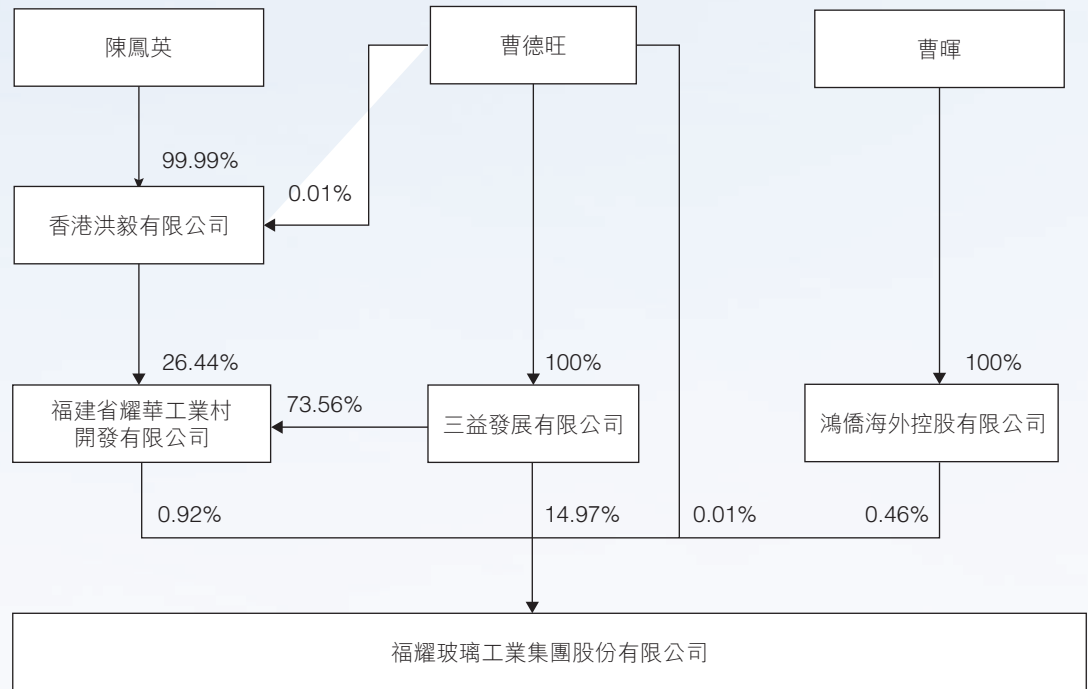 陳鳳英
曹德旺
曹暉
99.99%
0.01%
香港洪毅有限公司
26.44%
100%
100%
福建省耀華工業村
開發有限公司
73.56%
三益發展有限公司
鴻僑海外控股有限公司
0.92%
14.97%
0.01%
0.46%
福耀玻璃工業集團股份有限公司